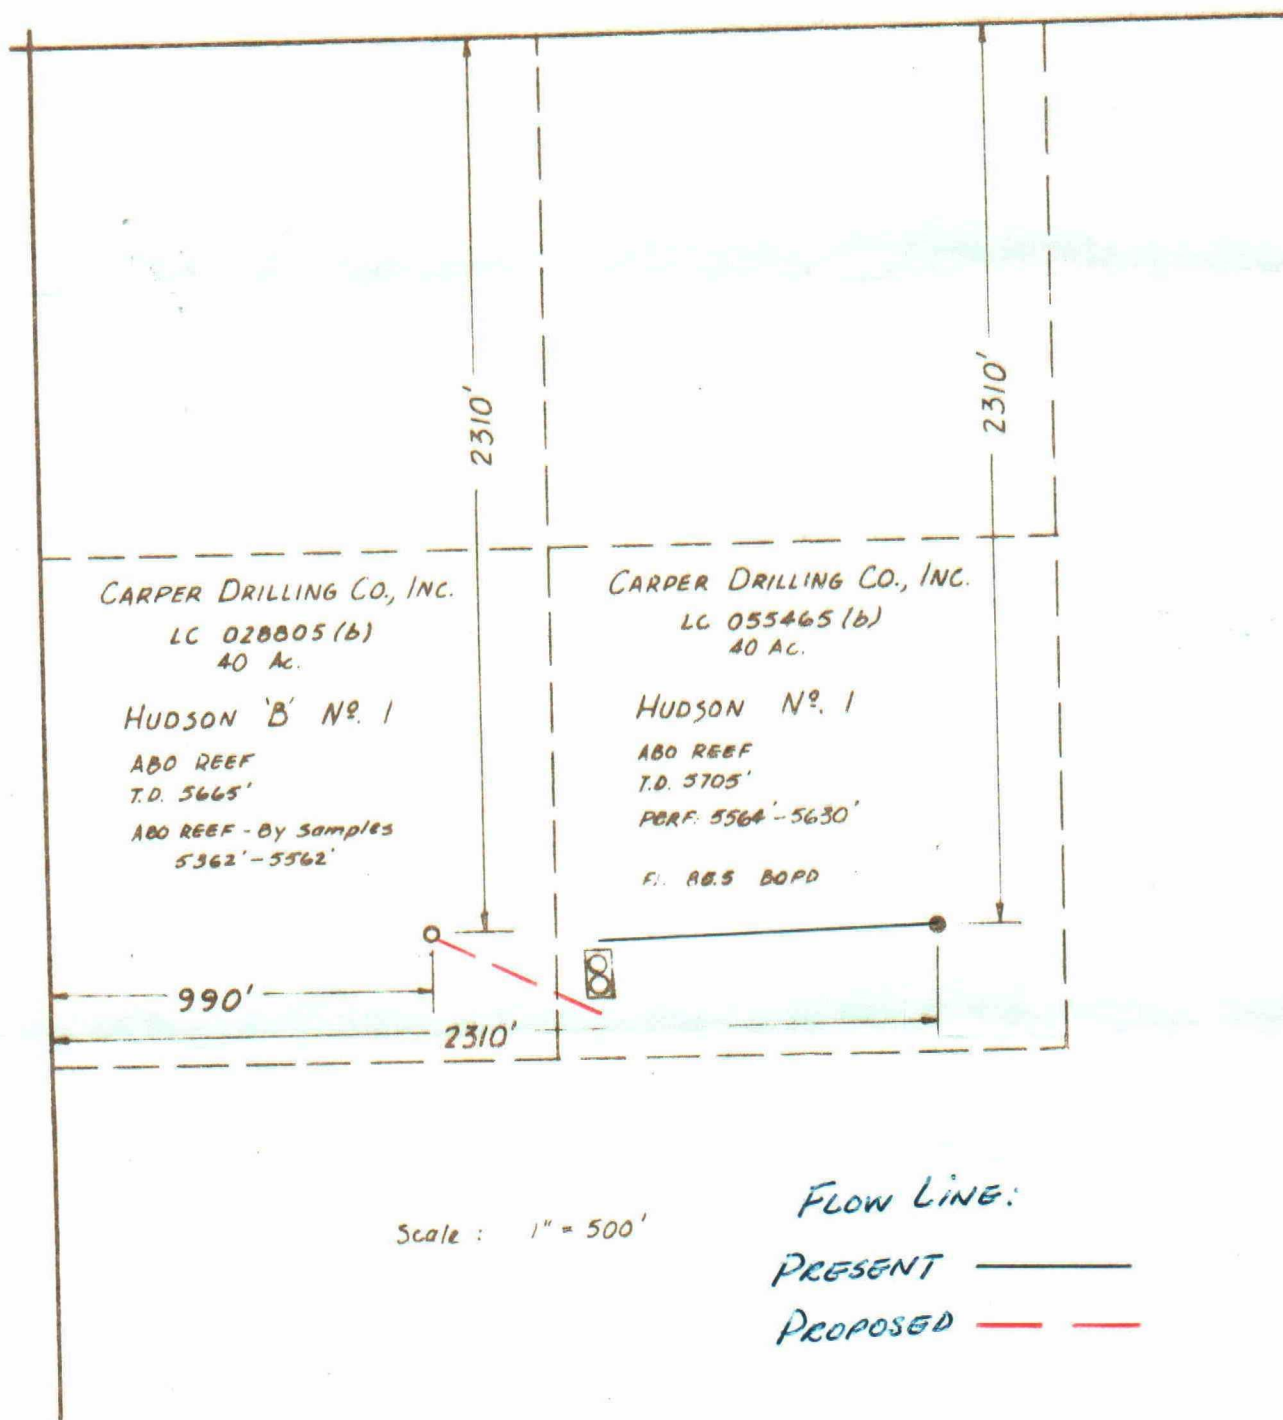 2310'
2310'
CARPER DRILLING CO., INC.
LC 028805 (b)
40 Ac.
HUDSON 'B' Nº. 1
ABO REEF
T.D. 5665'
ABO REEF - By Samples
5362' - 5562'
CARPER DRILLING CO., INC.
LC 055465 (b)
40 AC.
HUDSON Nº. 1
ABO REEF
T.D. 5705'
PERF. 5564' - 5630'
BOPD
990'
2310'
Scale : 1" = 500'
FLOW LINE:
PRESENT
PROPOSED